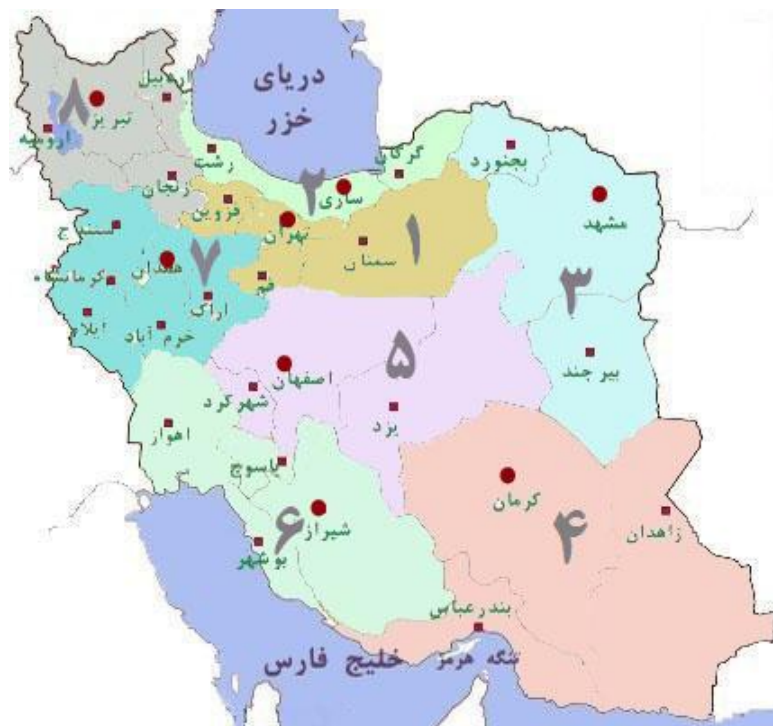 دریای
خزر
۸
اردبیل
تبریز
ارومیه
رشت
گرگان
بجنورد
زنجان
۲
ساری
مشهد
قزوین
تهران
۱
سمنان
سنندج
۷
همدان
کرمانشاه
قم
اراک
۳
ایلام
خرم آباد
۵
اصفهان
بیرجند
شهرکرد
یزد
اهواز
یاسوج
کرمان
۶
شیراز
۴
زاهدان
بوشهر
بندرعباس
خلیج فارس
تنگه هرمز